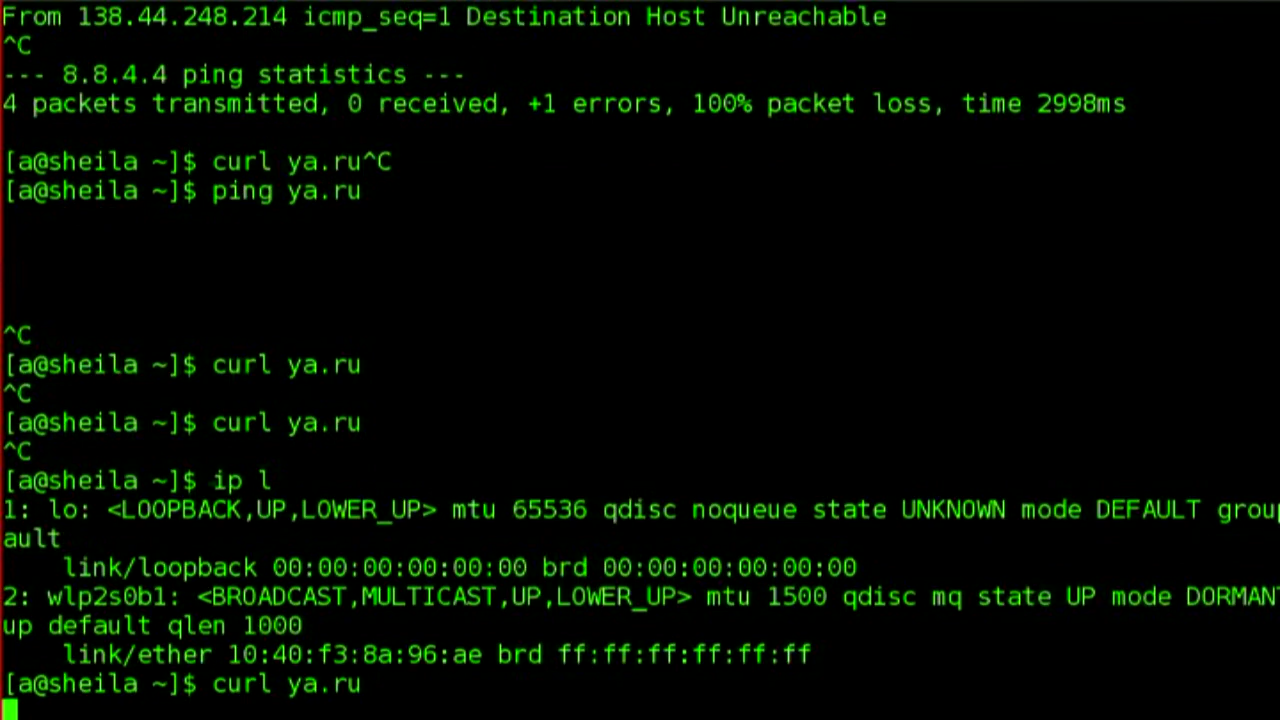 From 138.44.248.214 icmp_seq=1 Destination Host Unreachable
^C
--- 8.8.4.4 ping statistics ---
4 packets transmitted, 0 received, +1 errors, 100% packet loss, time 2998ms
[a@sheila ~]$ curl ya.ru^C
[a@sheila ~]$ ping ya.ru
^C
[a@sheila ~]$ curl ya.ru
^C
[a@sheila ~]$ curl ya.ru
^C
[a@sheila ~]$ ip l
1: lo: <LOOPBACK,UP,LOWER_UP> mtu 65536 qdisc noqueue state UNKNOWN mode DEFAULT group
ault
    link/loopback 00:00:00:00:00:00 brd 00:00:00:00:00:00
2: wlp2s0b1: <BROADCAST,MULTICAST,UP,LOWER_UP> mtu 1500 qdisc mq state UP mode DORMANT
up default qlen 1000
    link/ether 10:40:f3:8a:96:ae brd ff:ff:ff:ff:ff:ff
[a@sheila ~]$ curl ya.ru